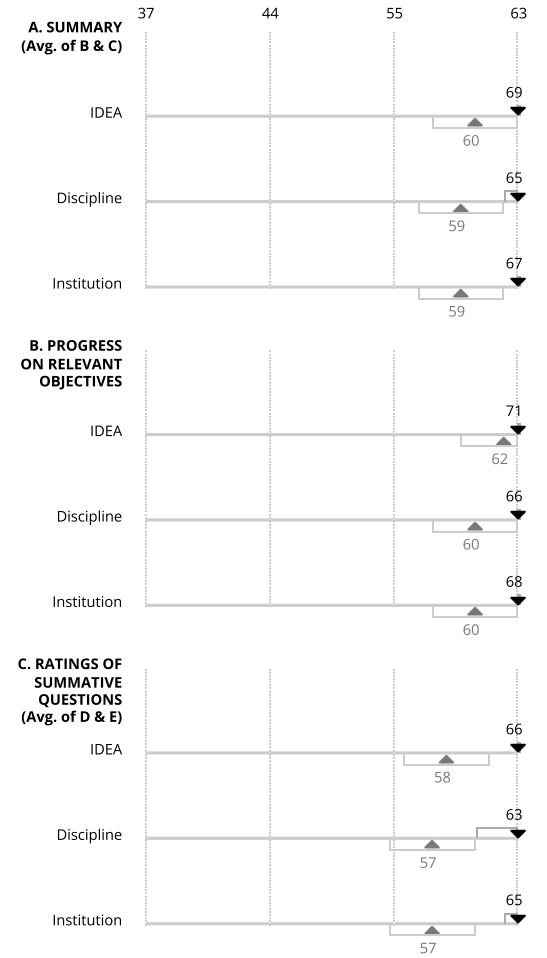 37 44 55 63
A. SUMMARY
(Avg. of B & C)
69
IDEA
60
65
Discipline
59
67
Institution
59
B. PROGRESS
ON RELEVANT
OBJECTIVES
71
IDEA
62
66
Discipline
60
68
Institution
60
C. RATINGS OF
SUMMATIVE
QUESTIONS
(Avg. of D & E)
66
IDEA
58
63
Discipline
57
65
Institution
57